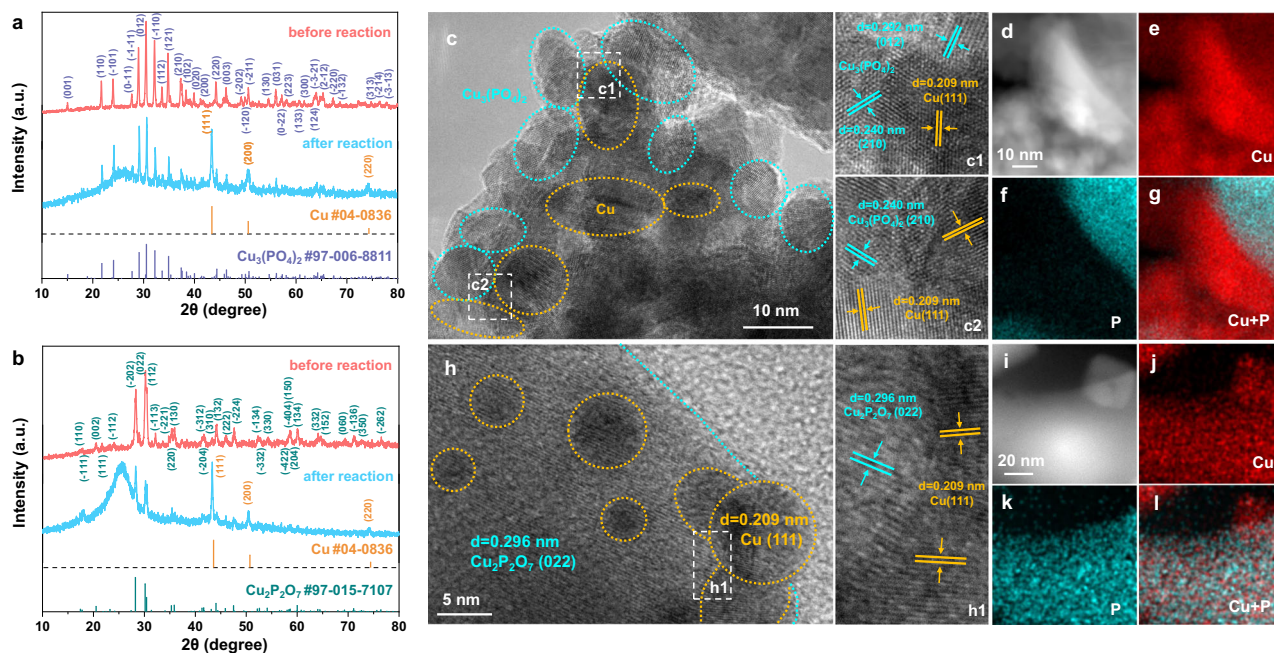 a
Intensity (a.u.)
before reaction
(001)
(110)
(-101)
(0-11)
(-1-11)
(012)
(-110)
(112)
(121)
(210)
(102)
(020)
(200)
(111)
(220)
(003)
(-202)
(-211)
(-120)
(130)
(031)
(0-22)
(223)
(133)
(300)
(124)
(-3-21)
(2-12)
(-220)
(-132)
(313)
(-214)
(-3-13)
after reaction
(200)
(220)
Cu #04-0836
Cu₃(PO₄)₂ #97-006-8811
10 20 30 40 50 60 70 80
2θ (degree)
b
Intensity (a.u.)
before reaction
(110)
(-111)
(002)
(111)
(-112)
(-202)
(022)
(112)
(-113)
(-221)
(130)
(220)
(-312)
(310)
(132)
(222)
(-224)
(-204)
(111)
(-134)
(330)
(-332)
(-404)
(150)
(134)
(-422)
(204)
(332)
(152)
(060)
(-136)
(350)
(-262)
after reaction
(200)
(220)
Cu #04-0836
Cu₂P₂O₇ #97-015-7107
10 20 30 40 50 60 70 80
2θ (degree)
c
Cu₃(PO₄)₂
c1
Cu
c2
10 nm
d=0.292 nm
(012)
Cu₃(PO₄)₂
d=0.209 nm
Cu(111)
d=0.240 nm
(210)
c1
d=0.240 nm
Cu₃(PO₄)₂ (210)
d=0.209 nm
Cu(111)
c2
d
10 nm
e
Cu
f
P
g
Cu+P
h
d=0.209 nm
Cu (111)
d=0.296 nm
Cu₂P₂O₇ (022)
h1
5 nm
d=0.296 nm
Cu₂P₂O₇ (022)
d=0.209 nm
Cu(111)
h1
i
20 nm
j
Cu
k
P
l
Cu+P